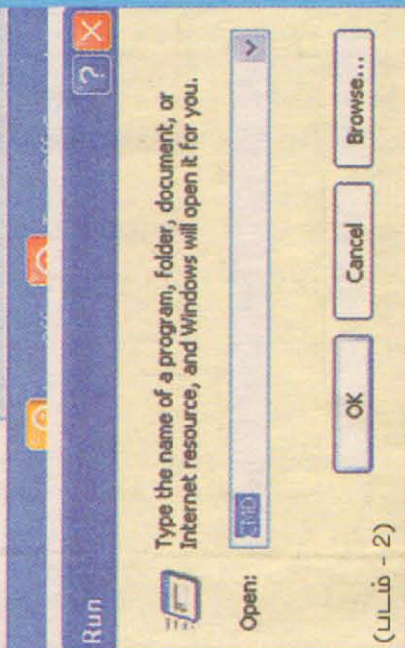 Run
Type the name of a program, folder, document, or
Internet resource, and Windows will open it for you.
Open: CMD
OK Cancel Browse...
(படம் - 2)